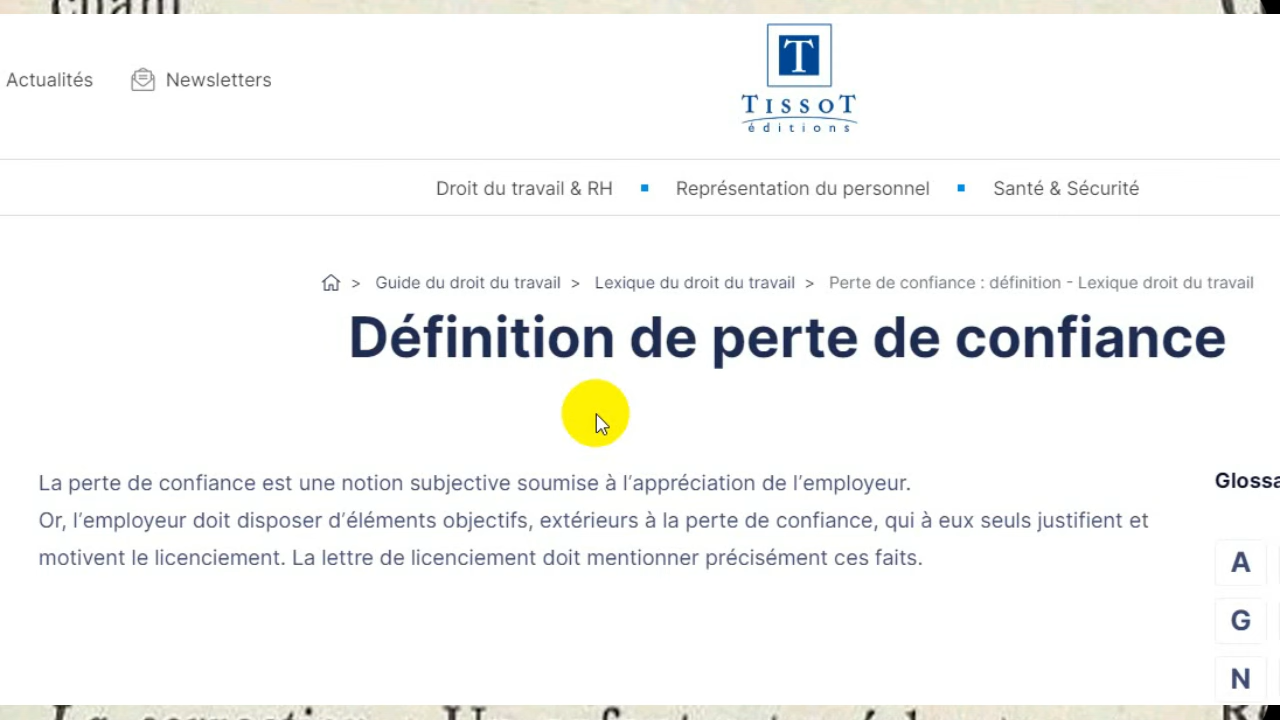 Actualités
Newsletters
T
TISSOT
éditions
Droit du travail & RH
Représentation du personnel
Santé & Sécurité
> Guide du droit du travail > Lexique du droit du travail > Perte de confiance : définition - Lexique droit du travail
Définition de perte de confiance
La perte de confiance est une notion subjective soumise à l'appréciation de l'employeur.
Or, l'employeur doit disposer d'éléments objectifs, extérieurs à la perte de confiance, qui à eux seuls justifient et
motivent le licenciement. La lettre de licenciement doit mentionner précisément ces faits.
Glossa
A
G
N